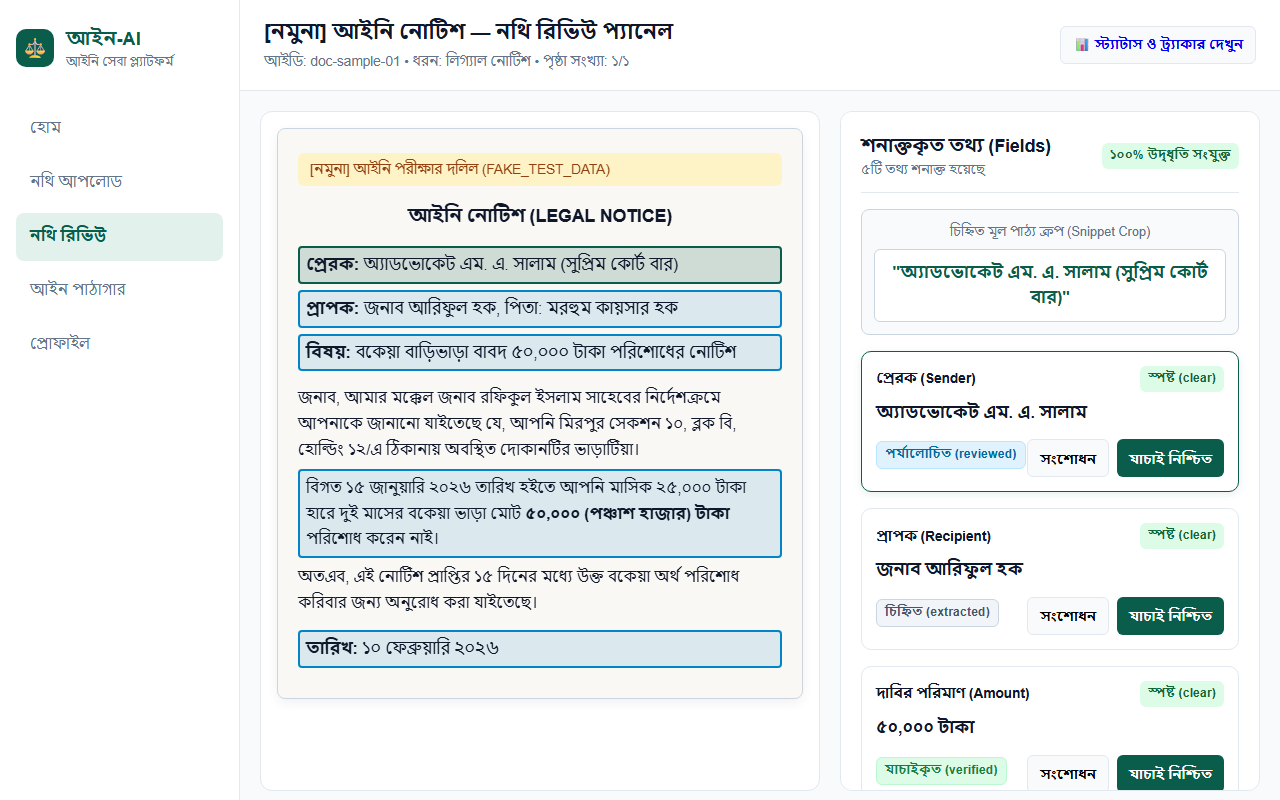 আইন-AI
আইনি সেবা প্ল্যাটফর্ম
হোম
নথি আপলোড
নথি রিভিউ
আইন পাঠাগার
প্রোফাইল
[নমুনা] আইনি নোটিশ — নথি রিভিউ প্যানেল
আইডি: doc-sample-01 • ধরন: লিগ্যাল নোটিশ • পৃষ্ঠা সংখ্যা: ১/১
📊 স্ট্যাটাস ও ট্র্যাকার দেখুন
[নমুনা] আইনি পরীক্ষার দলিল (FAKE_TEST_DATA)
আইনি নোটিশ (LEGAL NOTICE)
প্রেরক: অ্যাডভোকেট এম. এ. সালাম (সুপ্রিম কোর্ট বার)
প্রাপক: জনাব আরিফুল হক, পিতা: মরহুম কায়সার হক
বিষয়: বকেয়া বাড়িভাড়া বাবদ ৫০,০০০ টাকা পরিশোধের নোটিশ
জনাব, আমার মক্কেল জনাব রফিকুল ইসলাম সাহেবের নির্দেশক্রমে
আপনাকে জানানো যাইতেছে যে, আপনি মিরপুর সেকশন ১০, ব্লক বি,
হোল্ডিং ১২/এ ঠিকানায় অবস্থিত দোকানটির ভাড়াটিয়া।
বিগত ১৫ জানুয়ারি ২০২৬ তারিখ হইতে আপনি মাসিক ২৫,০০০ টাকা
হারে দুই মাসের বকেয়া ভাড়া মোট ৫০,০০০ (পঞ্চাশ হাজার) টাকা
পরিশোধ করেন নাই।
অতএব, এই নোটিশ প্রাপ্তির ১৫ দিনের মধ্যে উক্ত বকেয়া অর্থ পরিশোধ
করিবার জন্য অনুরোধ করা যাইতেছে।
তারিখ: ১০ ফেব্রুয়ারি ২০২৬
শনাক্তকৃত তথ্য (Fields)
৫টি তথ্য শনাক্ত হয়েছে
১০০% উদ্ধৃতি সংযুক্ত
চিহ্নিত মূল পাঠ্য ক্রপ (Snippet Crop)
"অ্যাডভোকেট এম. এ. সালাম (সুপ্রিম কোর্ট
বার)"
প্রেরক (Sender)
স্পষ্ট (clear)
অ্যাডভোকেট এম. এ. সালাম
পর্যালোচিত (reviewed)
সংশোধন
যাচাই নিশ্চিত
প্রাপক (Recipient)
স্পষ্ট (clear)
জনাব আরিফুল হক
চিহ্নিত (extracted)
সংশোধন
যাচাই নিশ্চিত
দাবির পরিমাণ (Amount)
স্পষ্ট (clear)
৫০,০০০ টাকা
যাচাইকৃত (verified)
সংশোধন
যাচাই নিশ্চিত